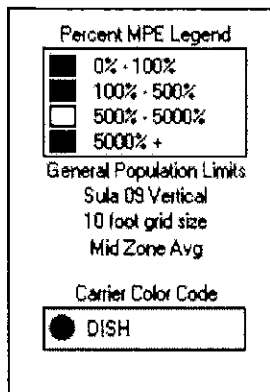 Percent MPE Legend
0% - 100%
100% - 500%
500% - 5000%
5000% +
General Population Limits
Sula 09 Vertical
10 foot grid size
Mid Zone Avg
Carrier Color Code
DISH